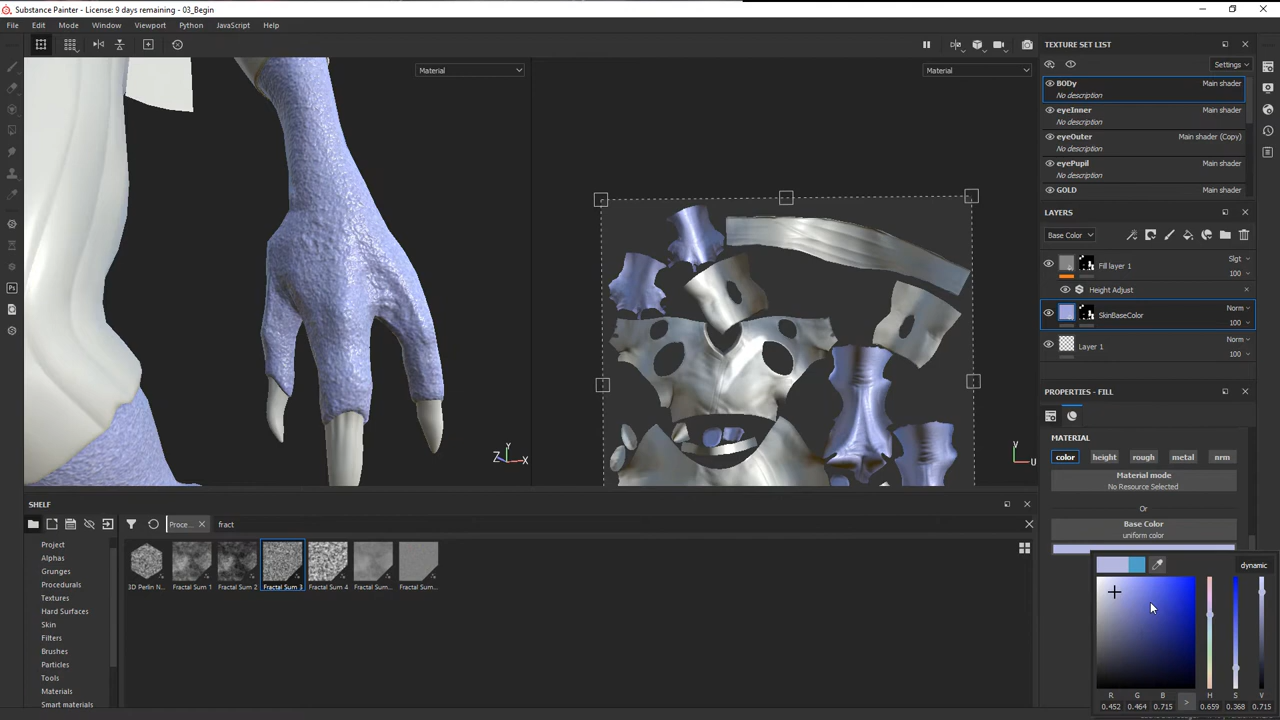 Substance Painter - License: 9 days remaining - 03_Begin
File Edit Mode Window Viewport Python JavaScript Help
Material
Material
TEXTURE SET LIST
Settings
BODy Main shader
No description
eyeInner Main shader
No description
eyeOuter Main shader (Copy)
No description
eyePupil Main shader
No description
GOLD Main shader
LAYERS
Base Color
Fill layer 1 Slgt
100
Height Adjust
SkinBaseColor Norm
100
Layer 1 Norm
100
PROPERTIES - FILL
MATERIAL
color height rough metal nrm
Material mode
No Resource Selected
Or
Base Color
uniform color
dynamic
R G B H S V
0.452 0.464 0.715 > 0.659 0.368 0.715
Y
Z X
V
U
Ps
SHELF
Proce... fract
Project
Alphas
Grunges
Procedurals
Textures
Hard Surfaces
Skin
Filters
Brushes
Particles
Tools
Materials
Smart materials
3D Perlin N... Fractal Sum 1 Fractal Sum 2 Fractal Sum 3 Fractal Sum 4 Fractal Sum... Fractal Sum...